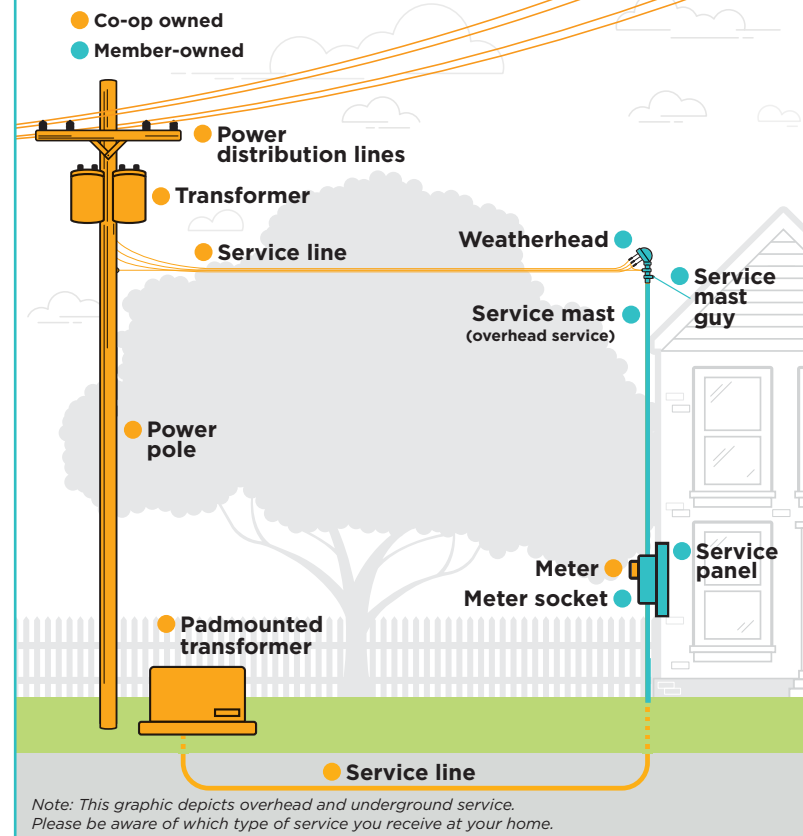 Co-op owned
Member-owned
Power
distribution lines
Transformer
Service line
Weatherhead
Service
mast
guy
Service mast
(overhead service)
Power
pole
Service
panel
Meter
Meter socket
Padmounted
transformer
Service line
Note: This graphic depicts overhead and underground service.
Please be aware of which type of service you receive at your home.